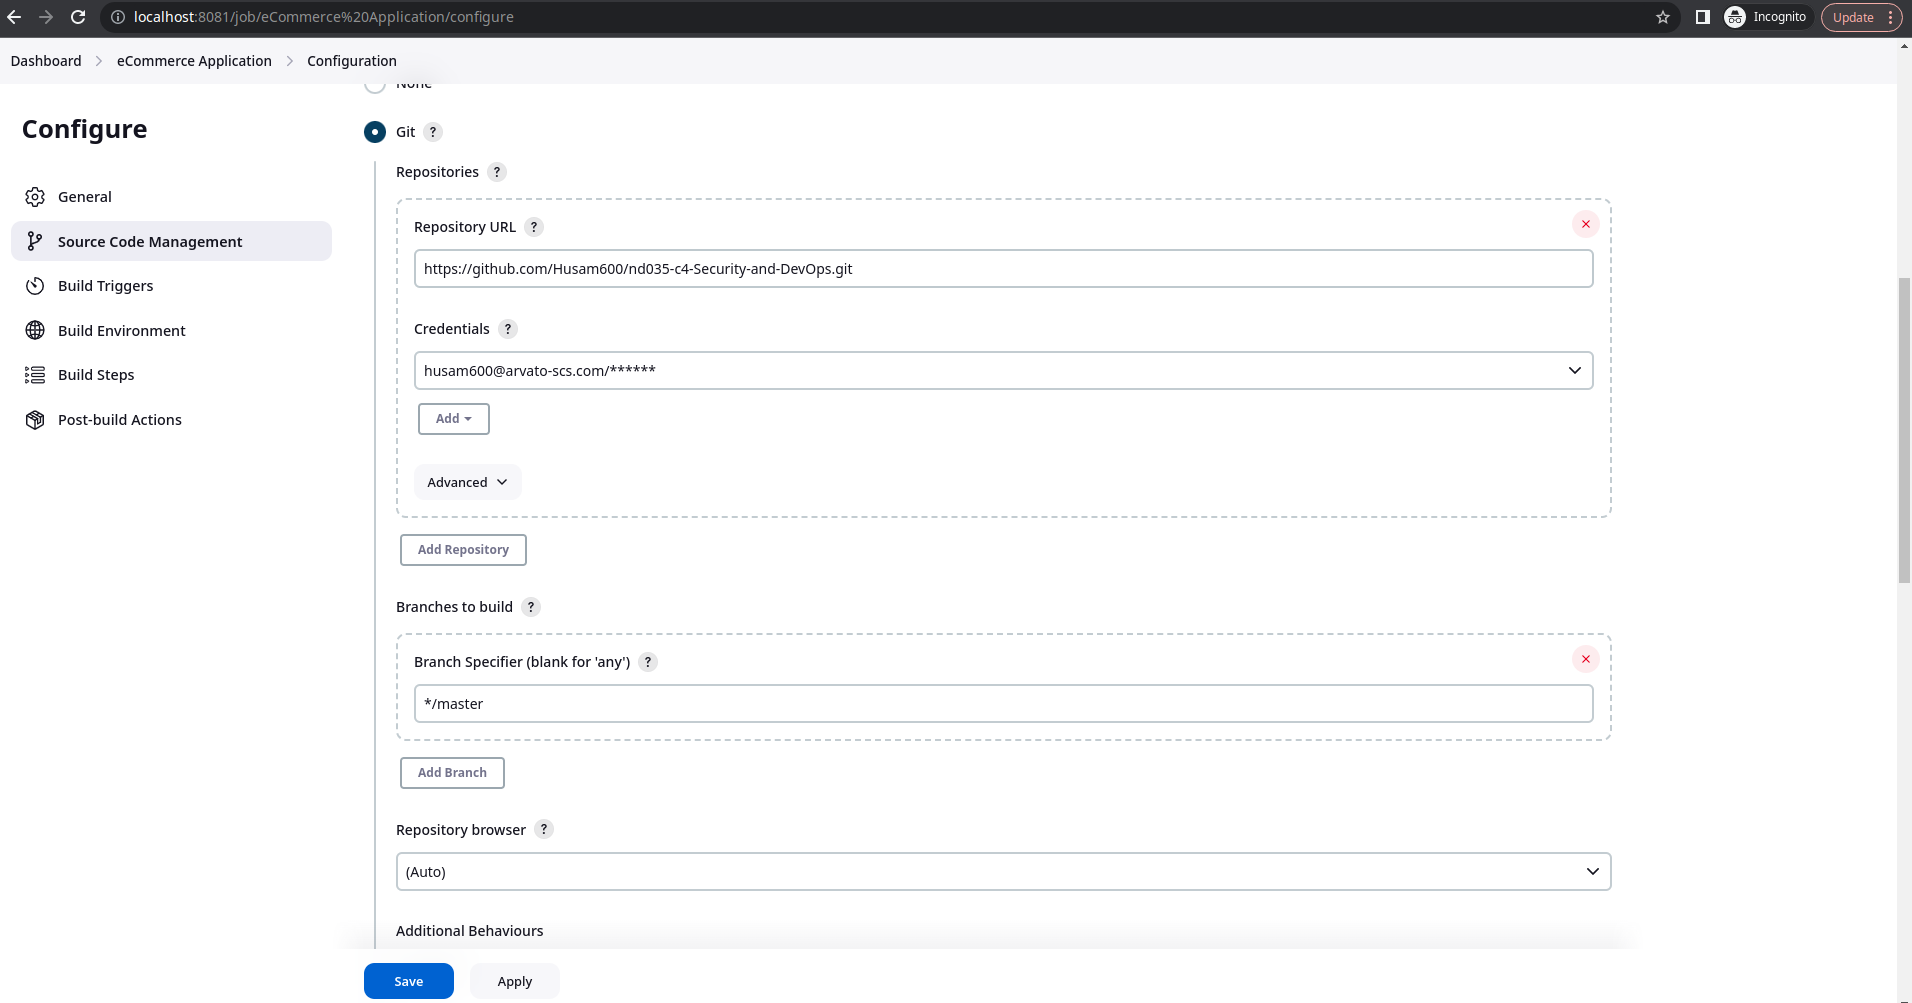 localhost:8081/job/eCommerce%20Application/configure
Incognito
Update
Dashboard
eCommerce Application
Configuration
None
Configure
Git ?
Repositories ?
General
Repository URL ?
Source Code Management
https://github.com/Husam600/nd035-c4-Security-and-DevOps.git
Build Triggers
Credentials ?
Build Environment
husam600@arvato-scs.com/******
Build Steps
Add
Post-build Actions
Advanced
Add Repository
Branches to build ?
Branch Specifier (blank for 'any') ?
*/master
Add Branch
Repository browser ?
(Auto)
Additional Behaviours
Save
Apply